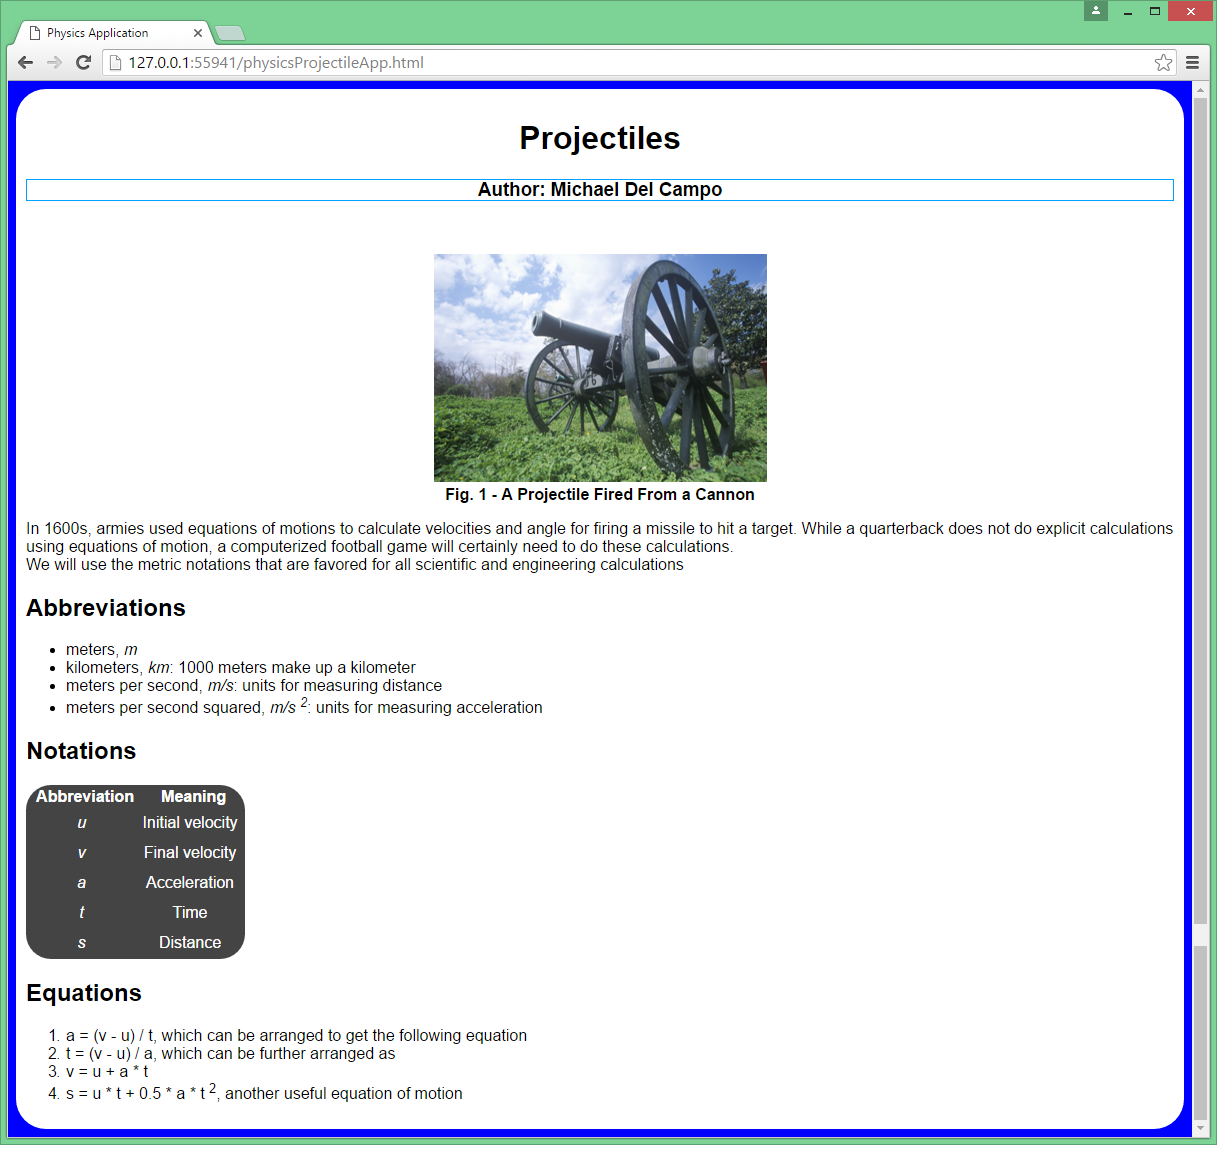 Physics Application
127.0.0.1:55941/physicsProjectileApp.html
Projectiles
Author: Michael Del Campo
Fig. 1 - A Projectile Fired From a Cannon
In 1600s, armies used equations of motions to calculate velocities and angle for firing a missile to hit a target. While a quarterback does not do explicit calculations
using equations of motion, a computerized football game will certainly need to do these calculations.
We will use the metric notations that are favored for all scientific and engineering calculations
Abbreviations
• meters, m
• kilometers, km: 1000 meters make up a kilometer
• meters per second, m/s: units for measuring distance
• meters per second squared, m/s ²: units for measuring acceleration
Notations
Abbreviation Meaning
u Initial velocity
v Final velocity
a Acceleration
t Time
s Distance
Equations
1. a = (v - u) / t, which can be arranged to get the following equation
2. t = (v - u) / a, which can be further arranged as
3. v = u + a * t
4. s = u * t + 0.5 * a * t ², another useful equation of motion